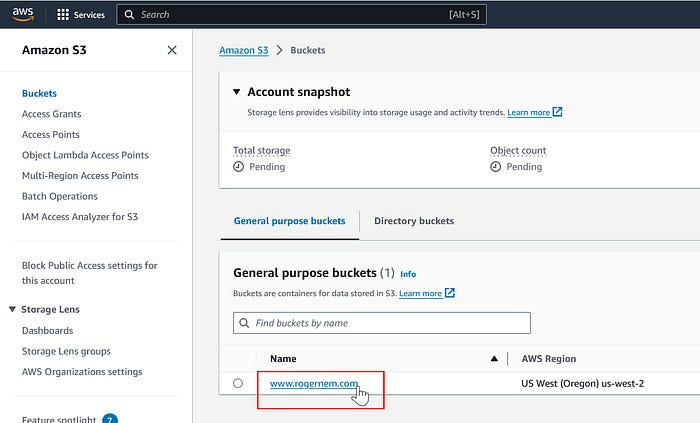 aws
Services
Search
[Alt+S]
Amazon S3
Buckets
Access Grants
Access Points
Object Lambda Access Points
Multi-Region Access Points
Batch Operations
IAM Access Analyzer for S3
Block Public Access settings for
this account
Storage Lens
Dashboards
Storage Lens groups
AWS Organizations settings
Feature spotlight 7
Amazon S3 > Buckets
Account snapshot
Storage lens provides visibility into storage usage and activity trends. Learn more
Total storage
Pending
Object count
Pending
General purpose buckets
Directory buckets
General purpose buckets (1) Info
Buckets are containers for data stored in S3. Learn more
Find buckets by name
Name
AWS Region
www.rogernem.com
US West (Oregon) us-west-2